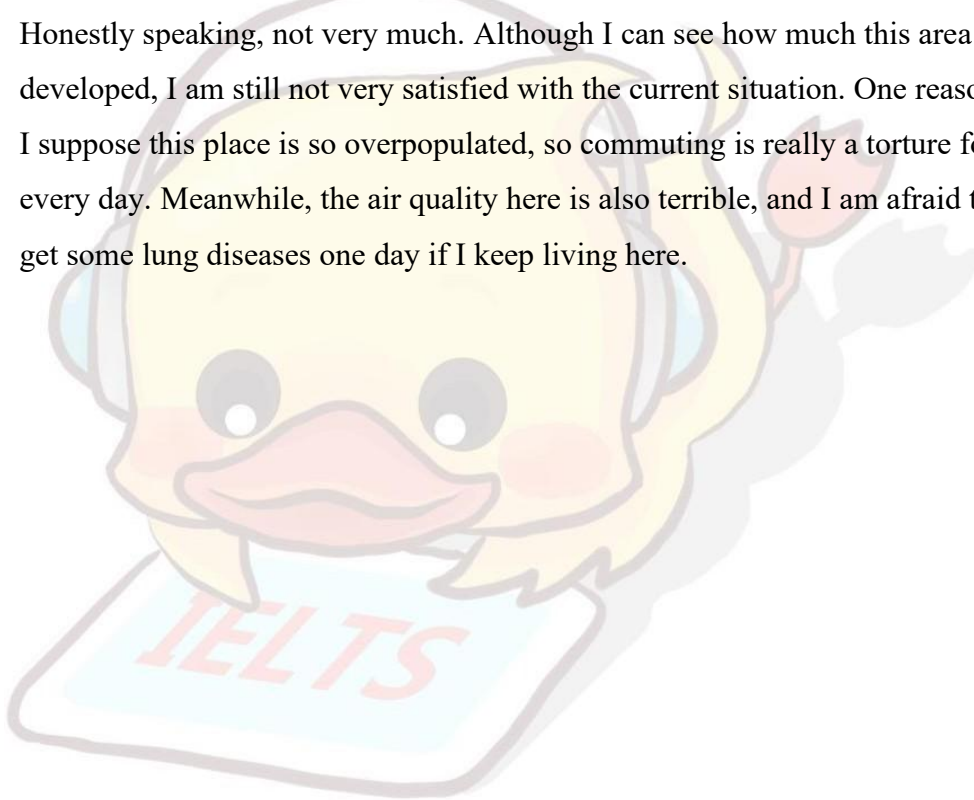 Honestly speaking, not very much. Although I can see how much this area
developed, I am still not very satisfied with the current situation. One
I suppose this place is so overpopulated, so commuting is really a torture
every day. Meanwhile, the air quality here is also terrible, and I am afraid
get some lung diseases one day if I keep living here.
IELTS